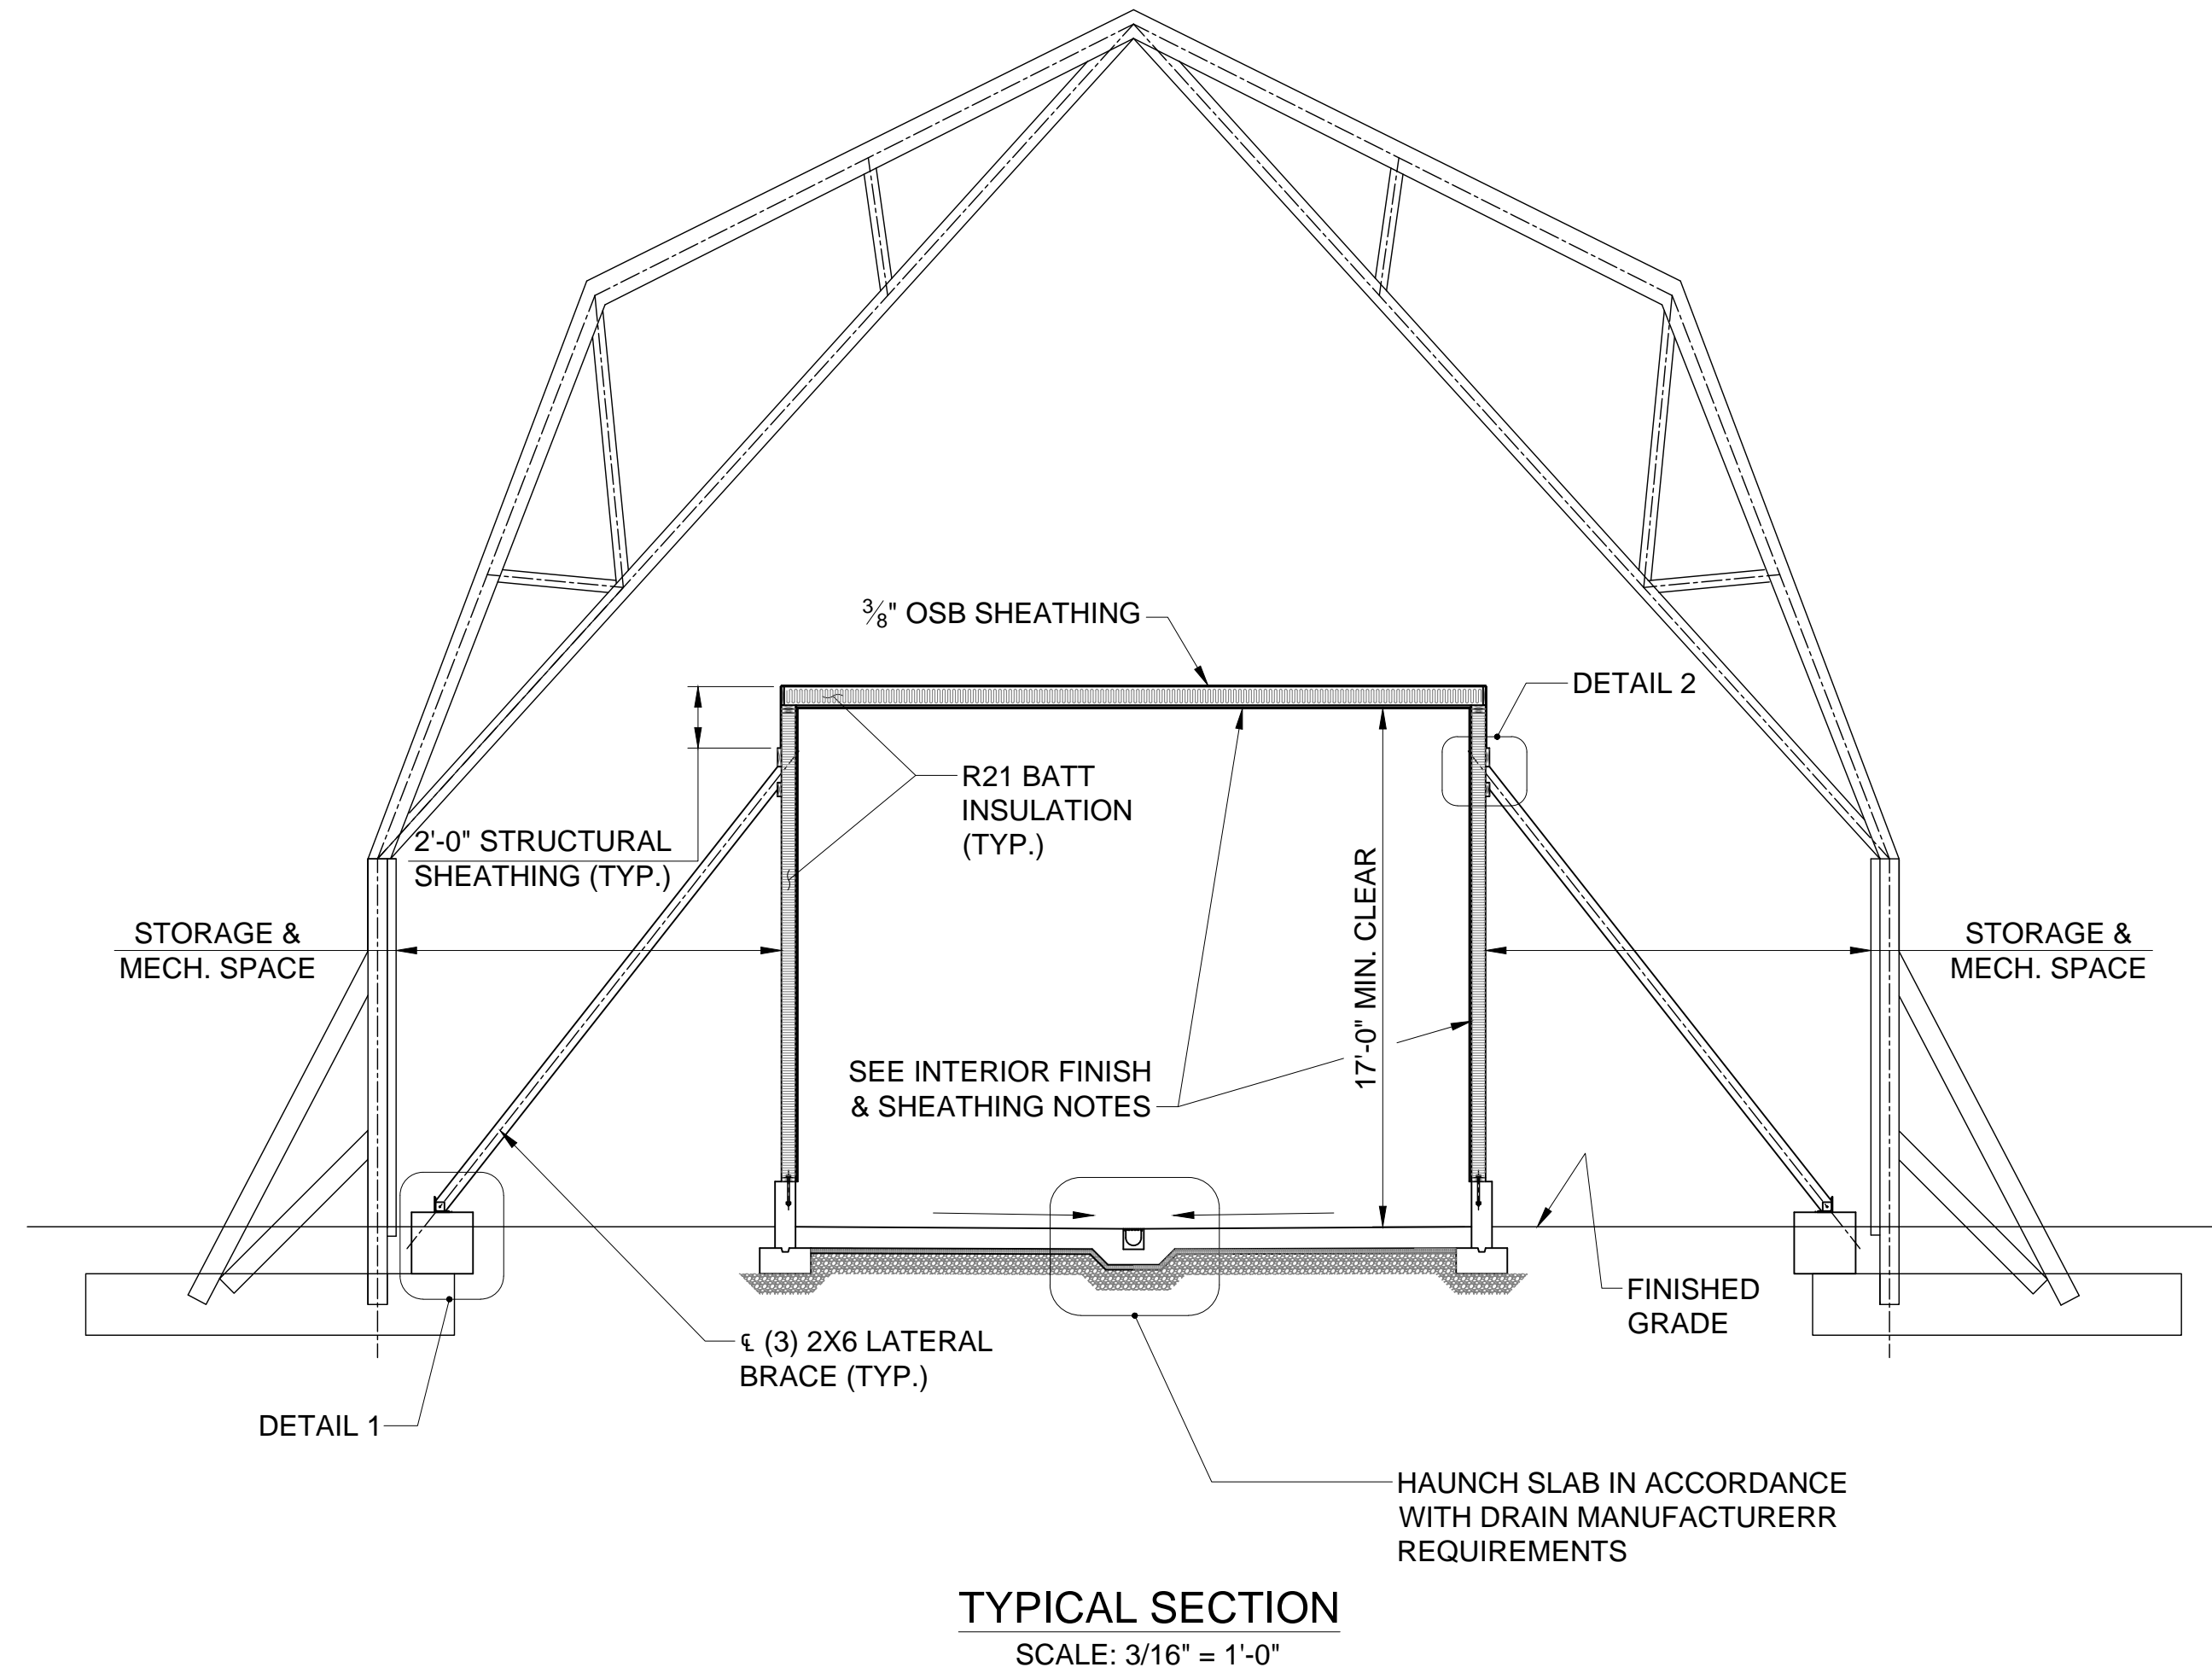 ⅜" OSB SHEATHING
DETAIL 2
R21 BATT
INSULATION
(TYP.)
2'-0" STRUCTURAL
SHEATHING (TYP.)
17'-0" MIN. CLEAR
STORAGE &
MECH. SPACE
STORAGE &
MECH. SPACE
SEE INTERIOR FINISH
& SHEATHING NOTES
FINISHED
GRADE
℄ (3) 2X6 LATERAL
BRACE (TYP.)
DETAIL 1
HAUNCH SLAB IN ACCORDANCE
WITH DRAIN MANUFACTURERR
REQUIREMENTS
TYPICAL SECTION
SCALE: 3/16" = 1'-0"